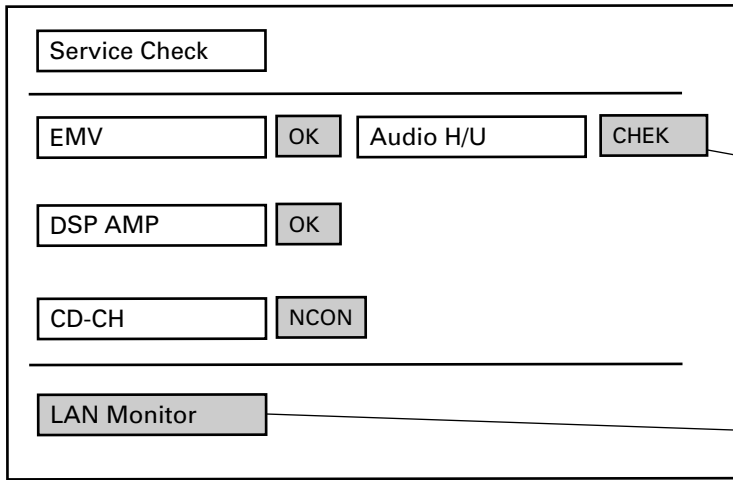 Service Check
EMV OK Audio H/U CHEK
DSP AMP OK
CD-CH NCON
LAN Monitor